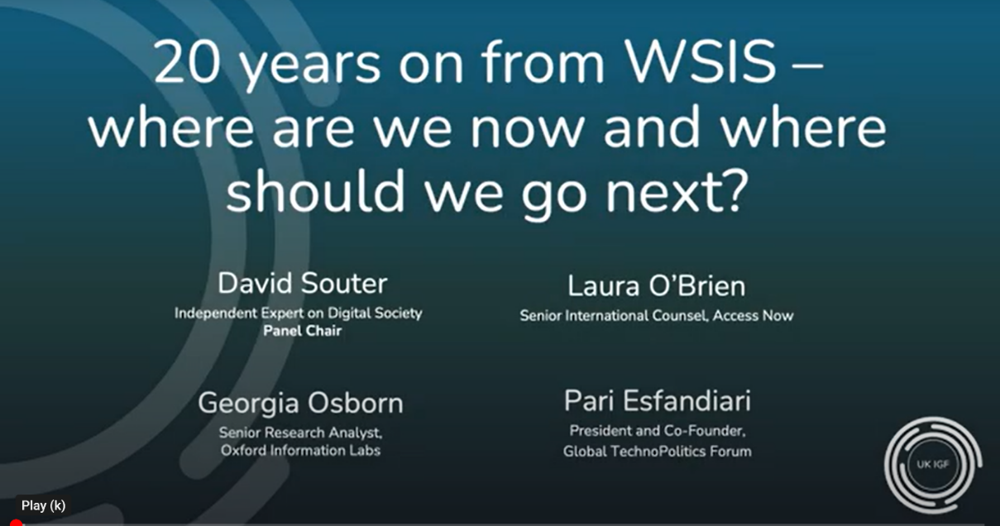 20 years on from WSIS –
where are we now and where
should we go next?
David Souter
Independent Expert on Digital Society
Panel Chair
Laura O'Brien
Senior International Counsel, Access Now
Georgia Osborn
Senior Research Analyst,
Oxford Information Labs
Pari Esfandiari
President and Co-Founder,
Global TechnoPolitics Forum
UK IGF
Play (k)